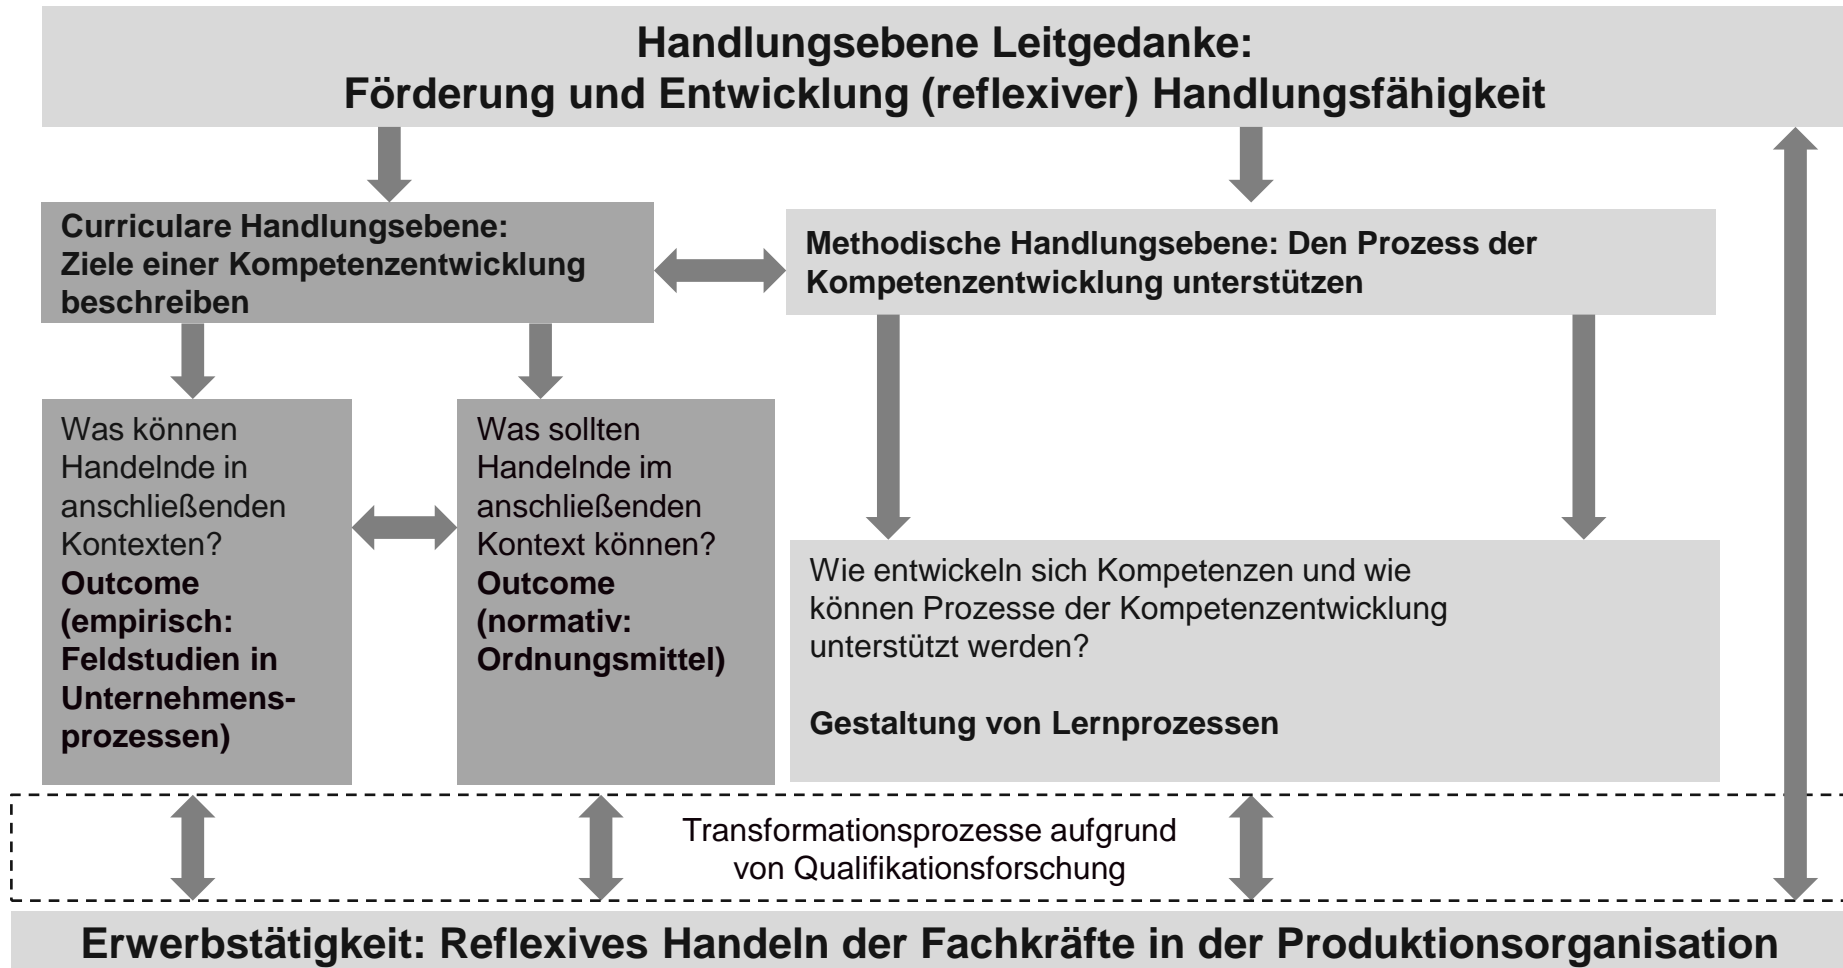 Handlungsebene Leitgedanke:
Förderung und Entwicklung (reflexiver) Handlungsfähigkeit
Curriculare Handlungsebene:
Ziele einer Kompetenzentwicklung
beschreiben
Methodische Handlungsebene: Den Prozess der
Kompetenzentwicklung unterstützen
Was können
Handelnde in
anschließenden
Kontexten?
Outcome
(empirisch:
Feldstudien in
Unternehmens-
prozessen)
Was sollten
Handelnde im
anschließenden
Kontext können?
Outcome
(normativ:
Ordnungsmittel)
Wie entwickeln sich Kompetenzen und wie
können Prozesse der Kompetenzentwicklung
unterstützt werden?
Gestaltung von Lernprozessen
Transformationsprozesse aufgrund
von Qualifikationsforschung
Erwerbstätigkeit: Reflexives Handeln der Fachkräfte in der Produktionsorganisation